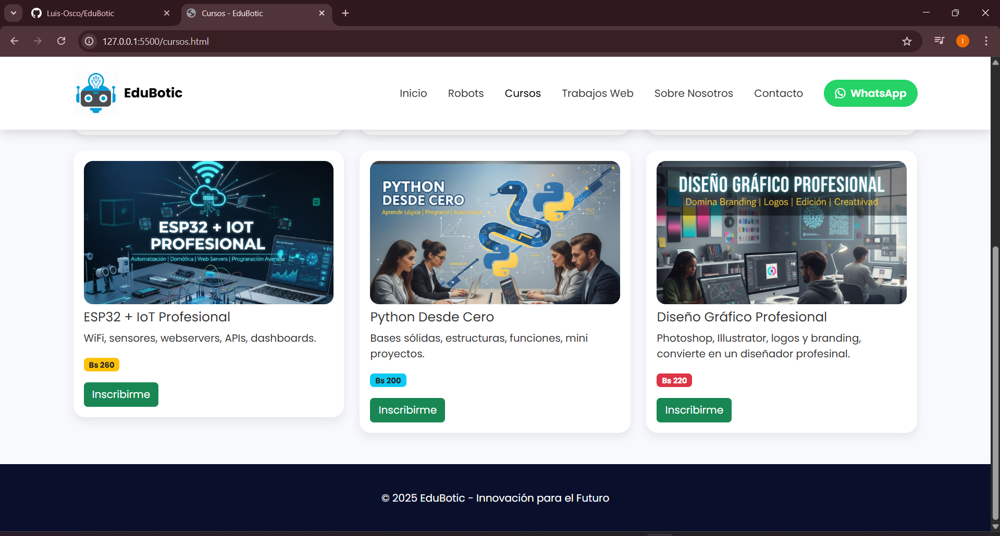 Luis-Osco/EduBotic
Cursos - EduBotic
127.0.0.1:5500/cursos.html
I
EduBotic
Inicio
Robots
Cursos
Trabajos Web
Sobre Nosotros
Contacto
WhatsApp
ESP32 + IOT
PROFESIONAL
Automatización | Domótica | Web Servers | Progranación Avanaza
ESP32 + IoT Profesional
WiFi, sensores, webservers, APIs, dashboards.
Bs 260
Inscribirme
PYTHON
DESDE CERO
Aprende Lógica | Programa | Automatiza
VARIABLES
LOOPS
Python Desde Cero
Bases sólidas, estructuras, funciones, mini
proyectos.
Bs 200
Inscribirme
DISEÑO GRÁFICO PROFESIONAL
Domina Branding | Logos | Edición | Creattivad
Diseño Gráfico Profesional
Photoshop, Illustrator, logos y branding,
convierte en un diseñador profesinal.
Bs 220
Inscribirme
© 2025 EduBotic - Innovación para el Futuro